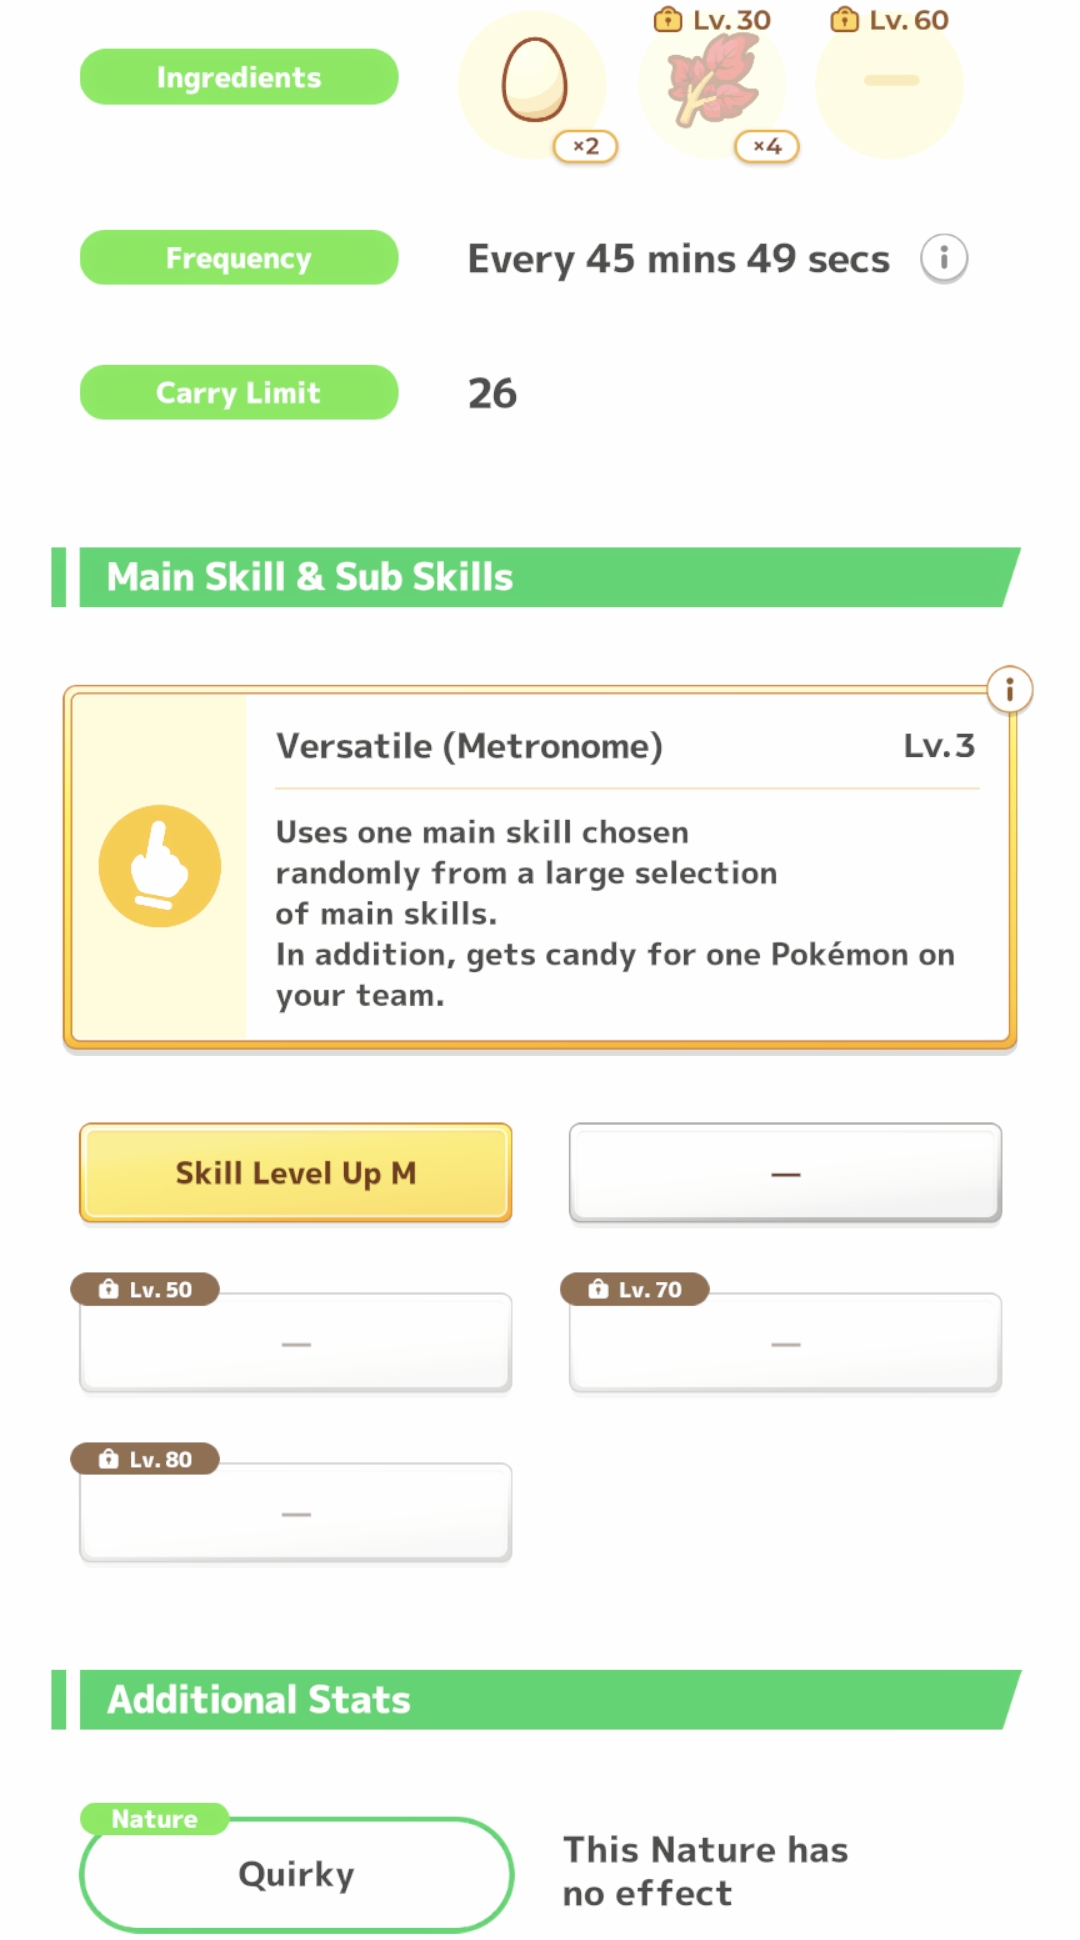 Lv.30
Lv.60
Ingredients
×2
×4
Frequency
Every 45 mins 49 secs
Carry Limit
26
Main Skill & Sub Skills
Versatile (Metronome)
Lv.3
Uses one main skill chosen
randomly from a large selection
of main skills.
In addition, gets candy for one Pokémon on
your team.
Skill Level Up M
—
Lv.50
—
Lv.70
—
Lv.80
—
Additional Stats
Nature
Quirky
This Nature has
no effect